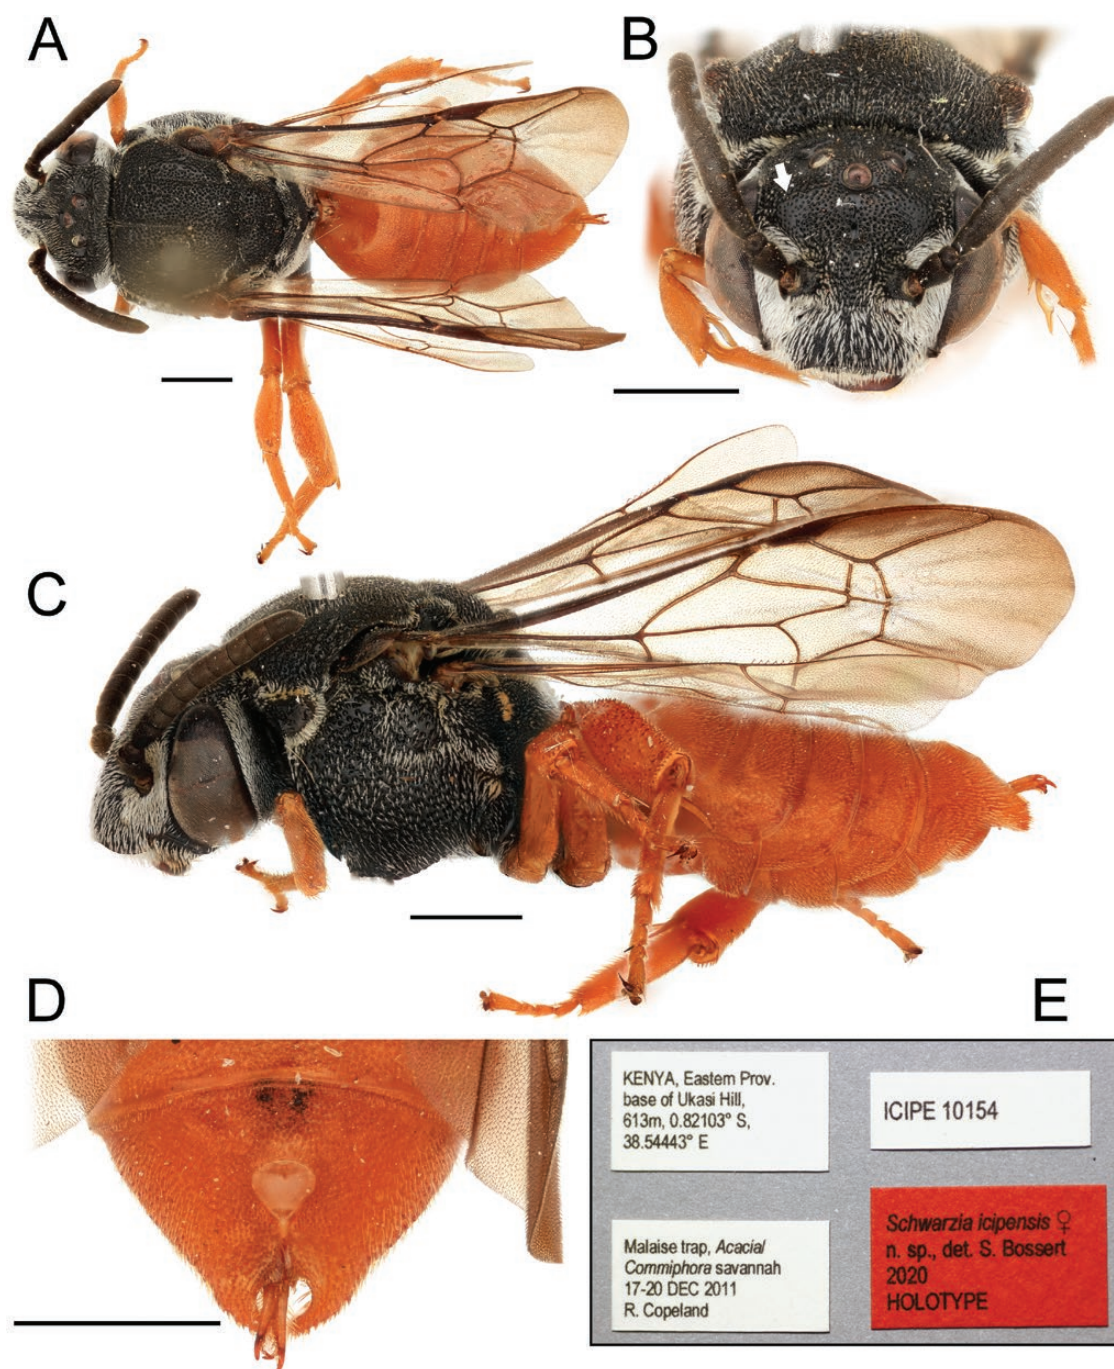 A
B
C
D
E
KENYA, Eastern Prov.
base of Ukasi Hill,
613m, 0.82103° S,
38.54443° E
ICIPE 10154
Malaise trap, Acacia/
Commiphora savannah
17-20 DEC 2011
R. Copeland
Schwarzia icipensis ♀
n. sp., det. S. Bossert
2020
HOLOTYPE